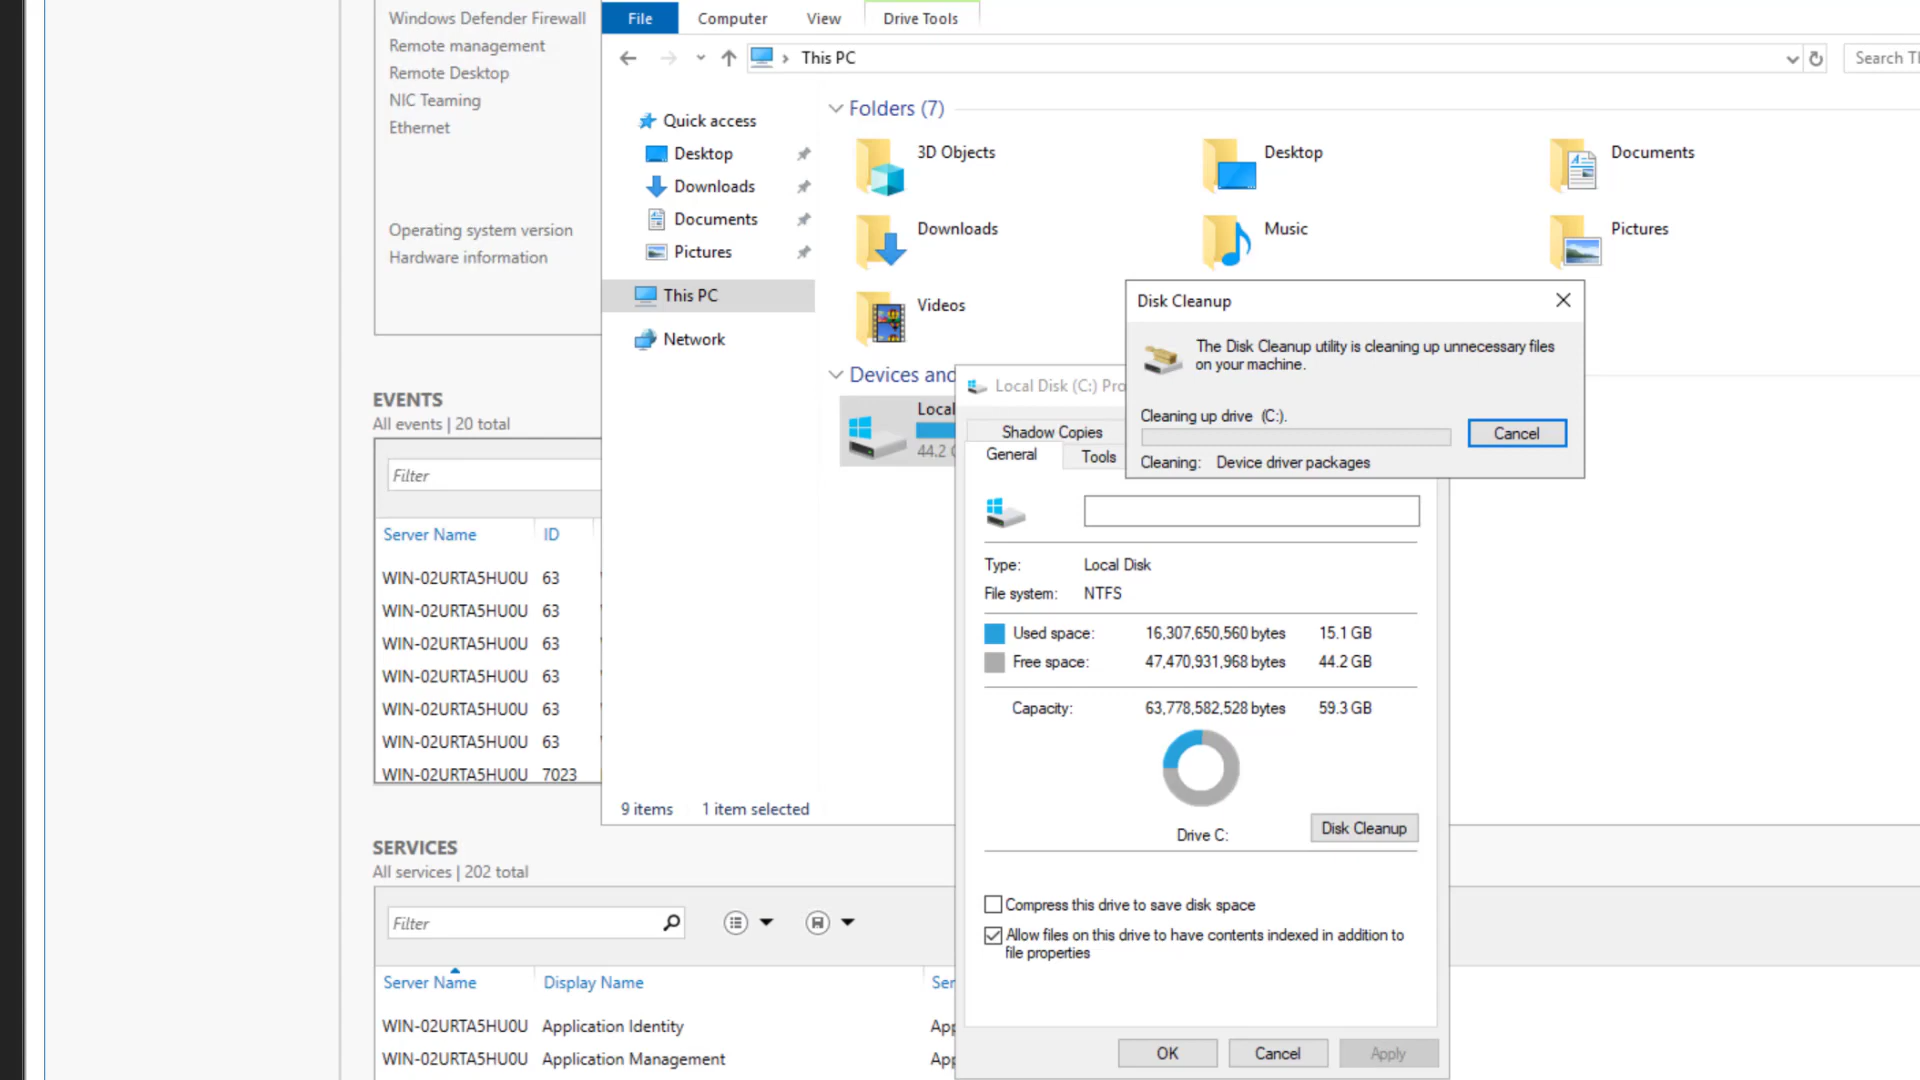 Windows Defender Firewall
Remote management
Remote Desktop
NIC Teaming
Ethernet
Operating system version
Hardware information
EVENTS
All events | 20 total
Filter
Server Name ID
WIN-02URTA5HU0U 63
WIN-02URTA5HU0U 63
WIN-02URTA5HU0U 63
WIN-02URTA5HU0U 63
WIN-02URTA5HU0U 63
WIN-02URTA5HU0U 63
WIN-02URTA5HU0U 7023
SERVICES
All services | 202 total
Filter
Server Name Display Name Ser
WIN-02URTA5HU0U Application Identity App
WIN-02URTA5HU0U Application Management App
File Computer View Drive Tools
This PC
Search Th
Quick access
Desktop
Downloads
Documents
Pictures
This PC
Network
Folders (7)
3D Objects
Desktop
Documents
Downloads
Music
Pictures
Videos
Devices and
Local
44.2 G
9 items 1 item selected
Local Disk (C:) Pro
Shadow Copies
General Tools
Type: Local Disk
File system: NTFS
Used space: 16,307,650,560 bytes 15.1 GB
Free space: 47,470,931,968 bytes 44.2 GB
Capacity: 63,778,582,528 bytes 59.3 GB
Drive C:
Disk Cleanup
Compress this drive to save disk space
Allow files on this drive to have contents indexed in addition to
file properties
OK Cancel Apply
Disk Cleanup
The Disk Cleanup utility is cleaning up unnecessary files
on your machine.
Cleaning up drive (C:).
Cancel
Cleaning: Device driver packages